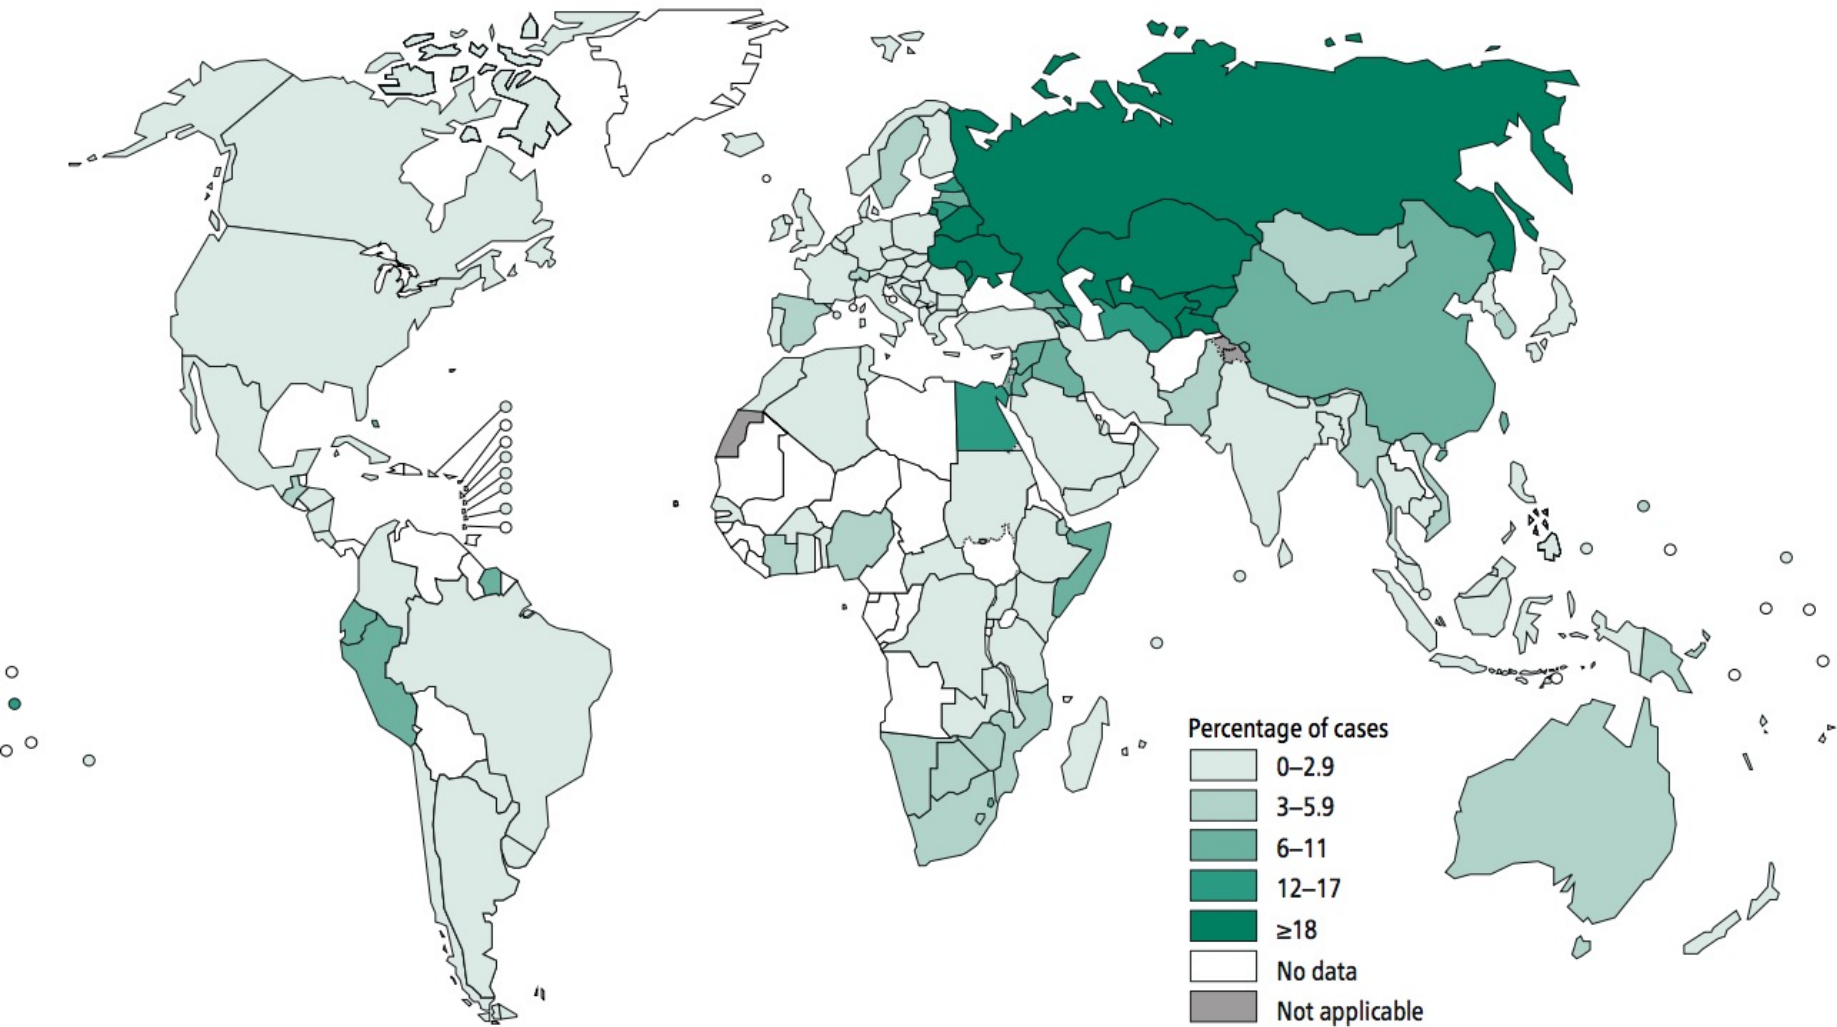 Percentage of cases
0–2.9
3–5.9
6–11
12–17
≥18
No data
Not applicable